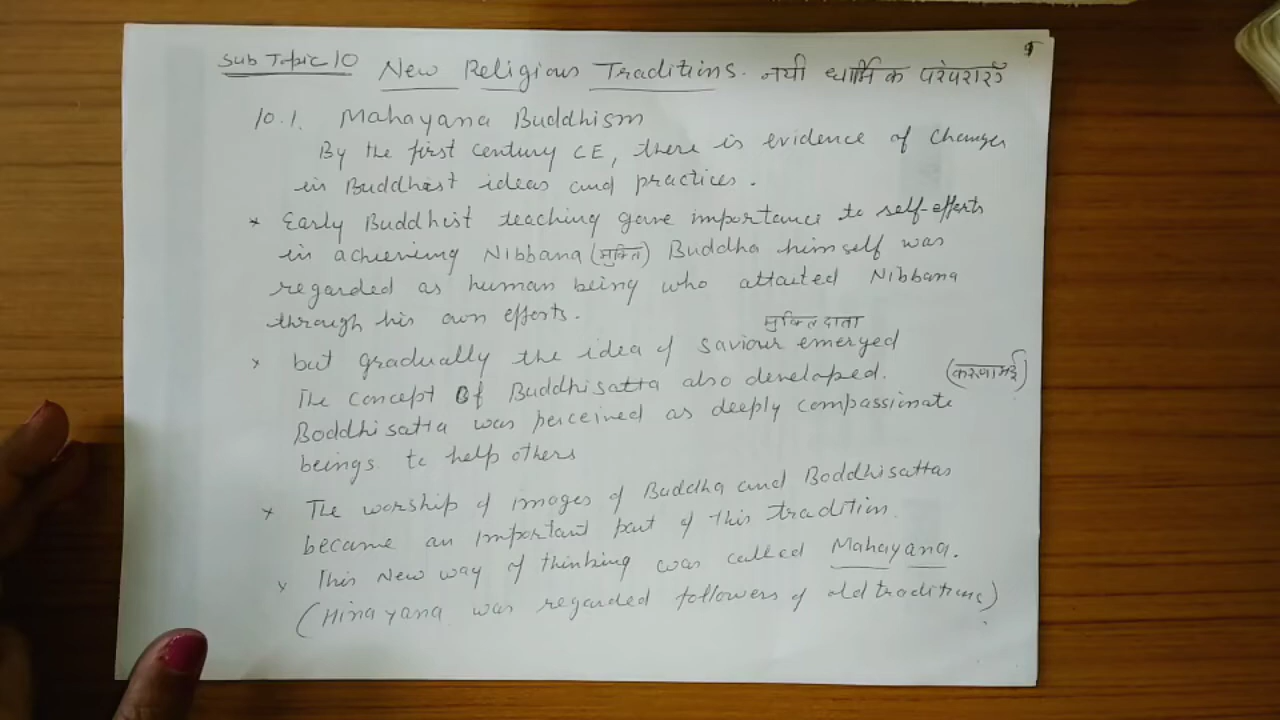 Sub Topic 10 New Religious Traditions. नयी धार्मिक परंपराएँ
10.1. Mahayana Buddhism
By the first century CE, there is evidence of changes
in Buddhist ideas and practices.
* Early Buddhist teaching gave importance to self-efforts
in achieving Nibbana (मुक्ति) Buddha himself was
regarded as human being who attaited Nibbana
through his own efforts.
मुक्तिदाता
* but gradually the idea of saviour emerged
The concept of Buddhisatta also developed. (करुणामई)
Boddhisatta was perceived as deeply compassionate
beings to help others
* The worship of images of Buddha and Boddhisattas
became an important part of this tradition.
* This New way of thinking was called Mahayana.
(Hinayana was regarded followers of old traditions)